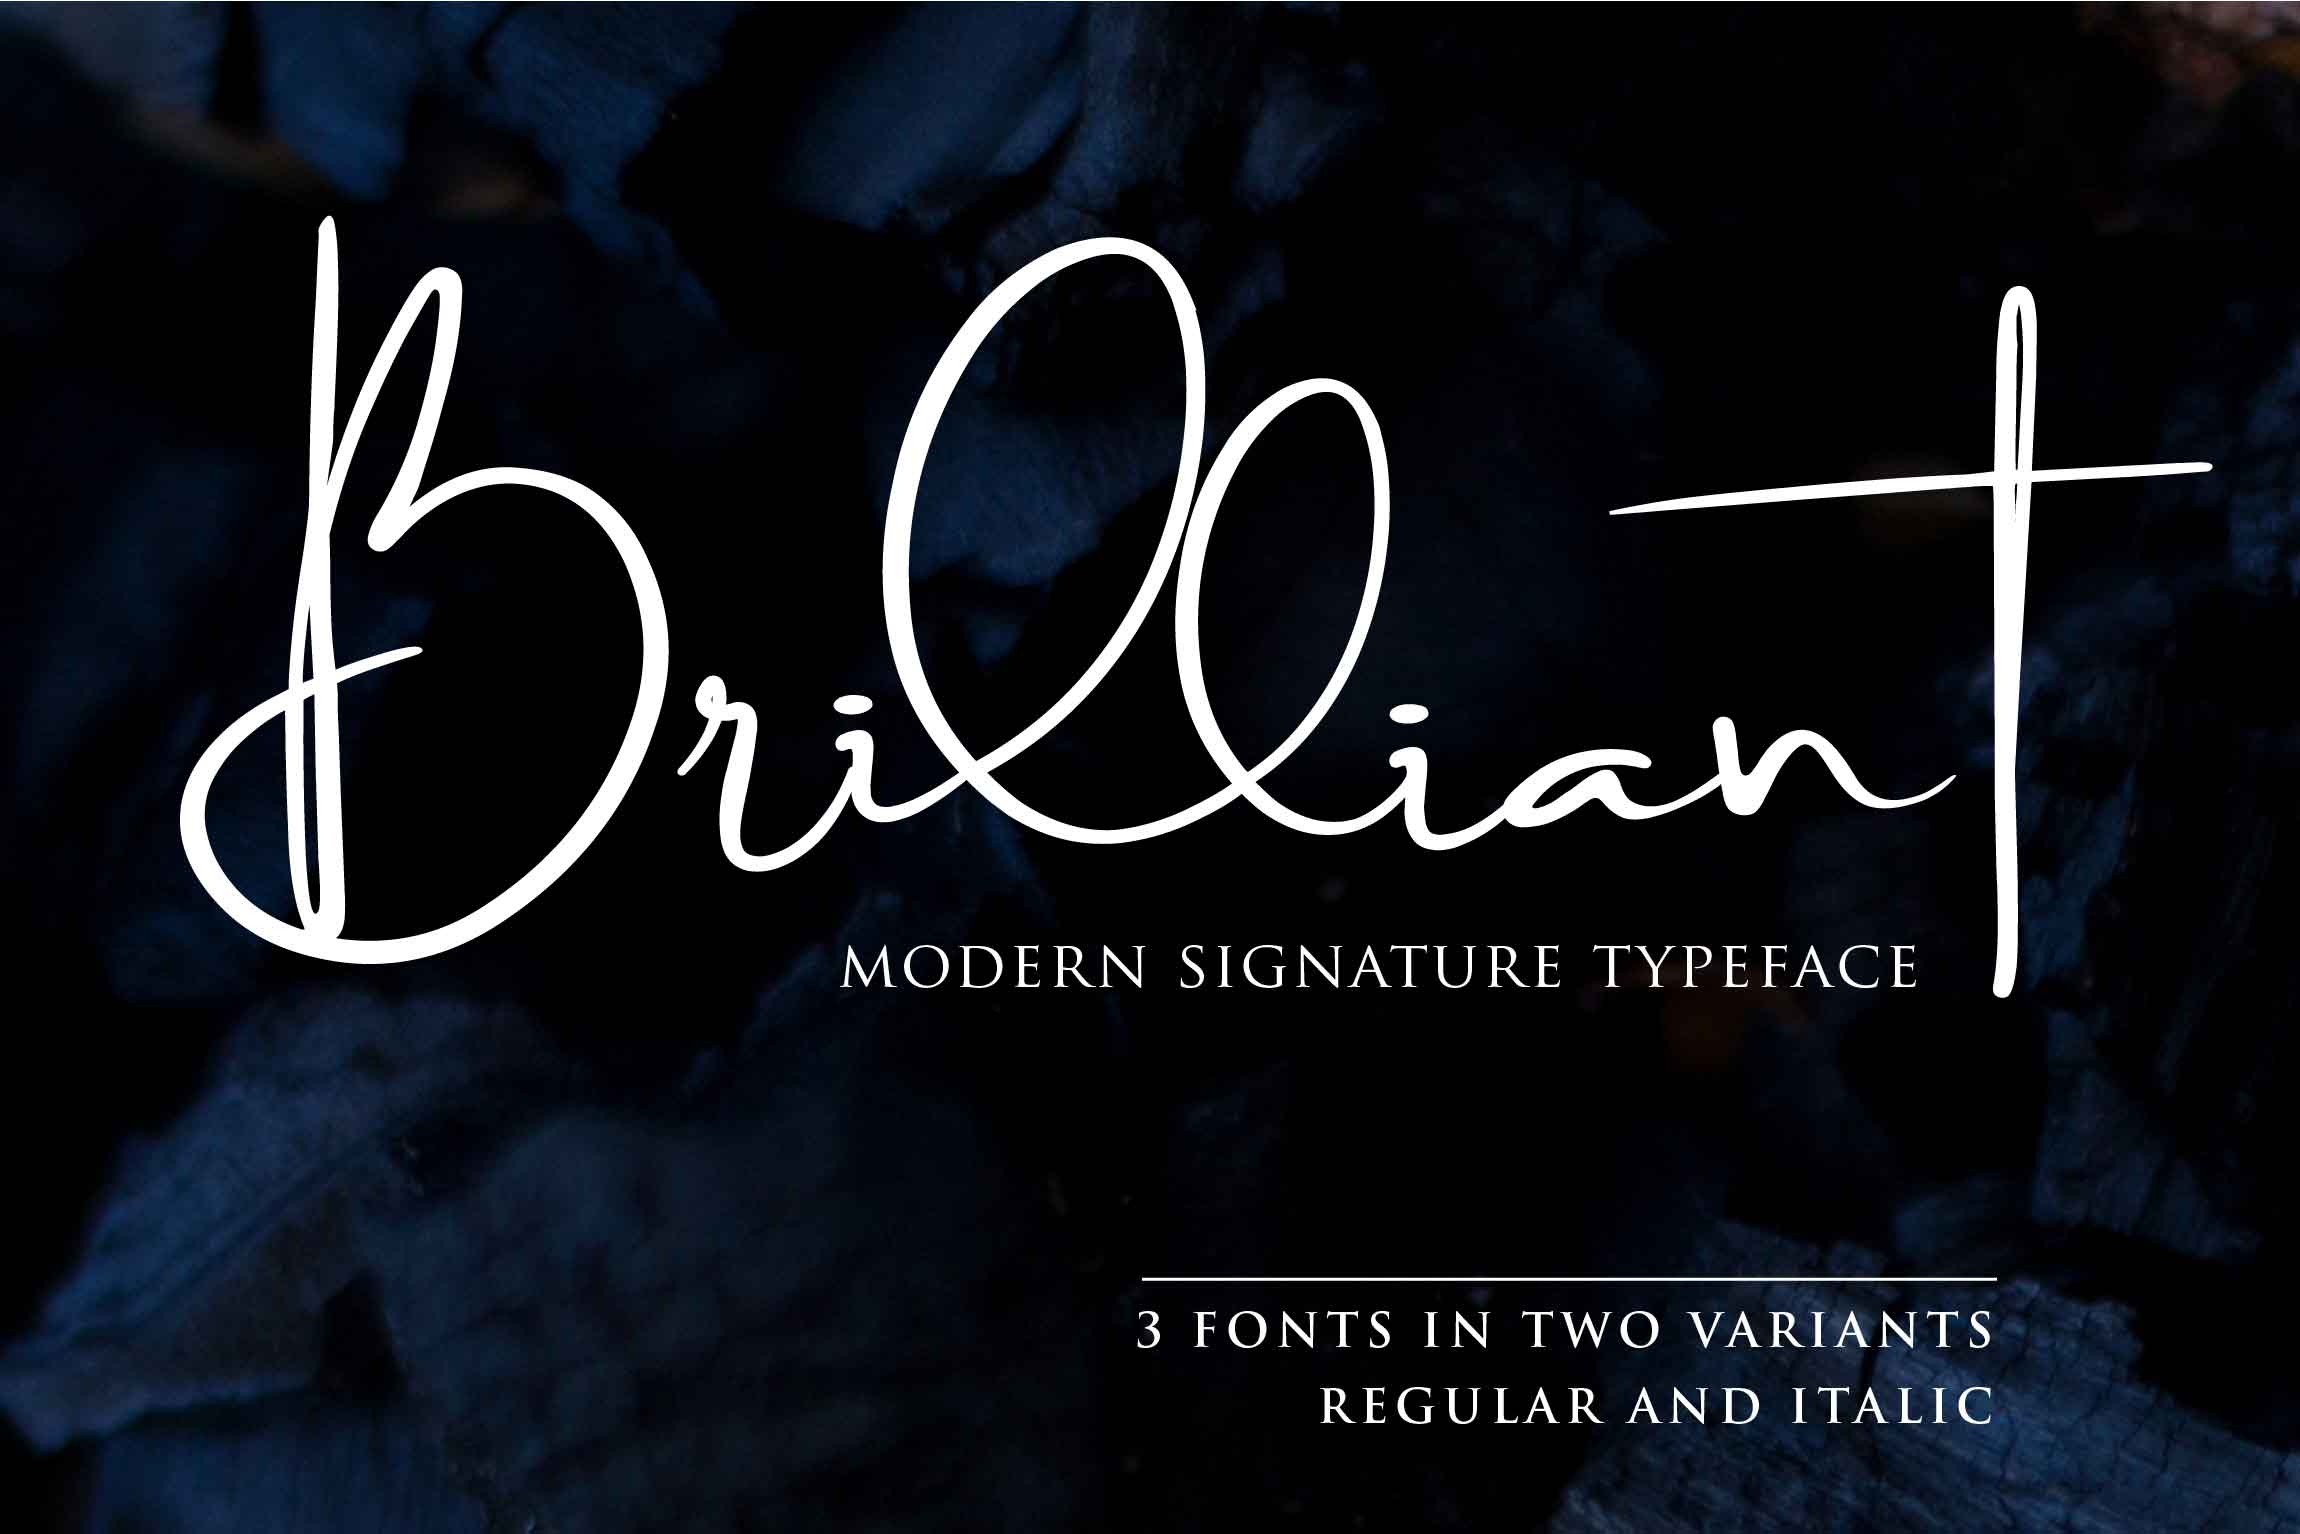 Brilliant
MODERN SIGNATURE TYPEFACE
3 FONTS IN TWO VARIANTS
REGULAR AND ITALIC